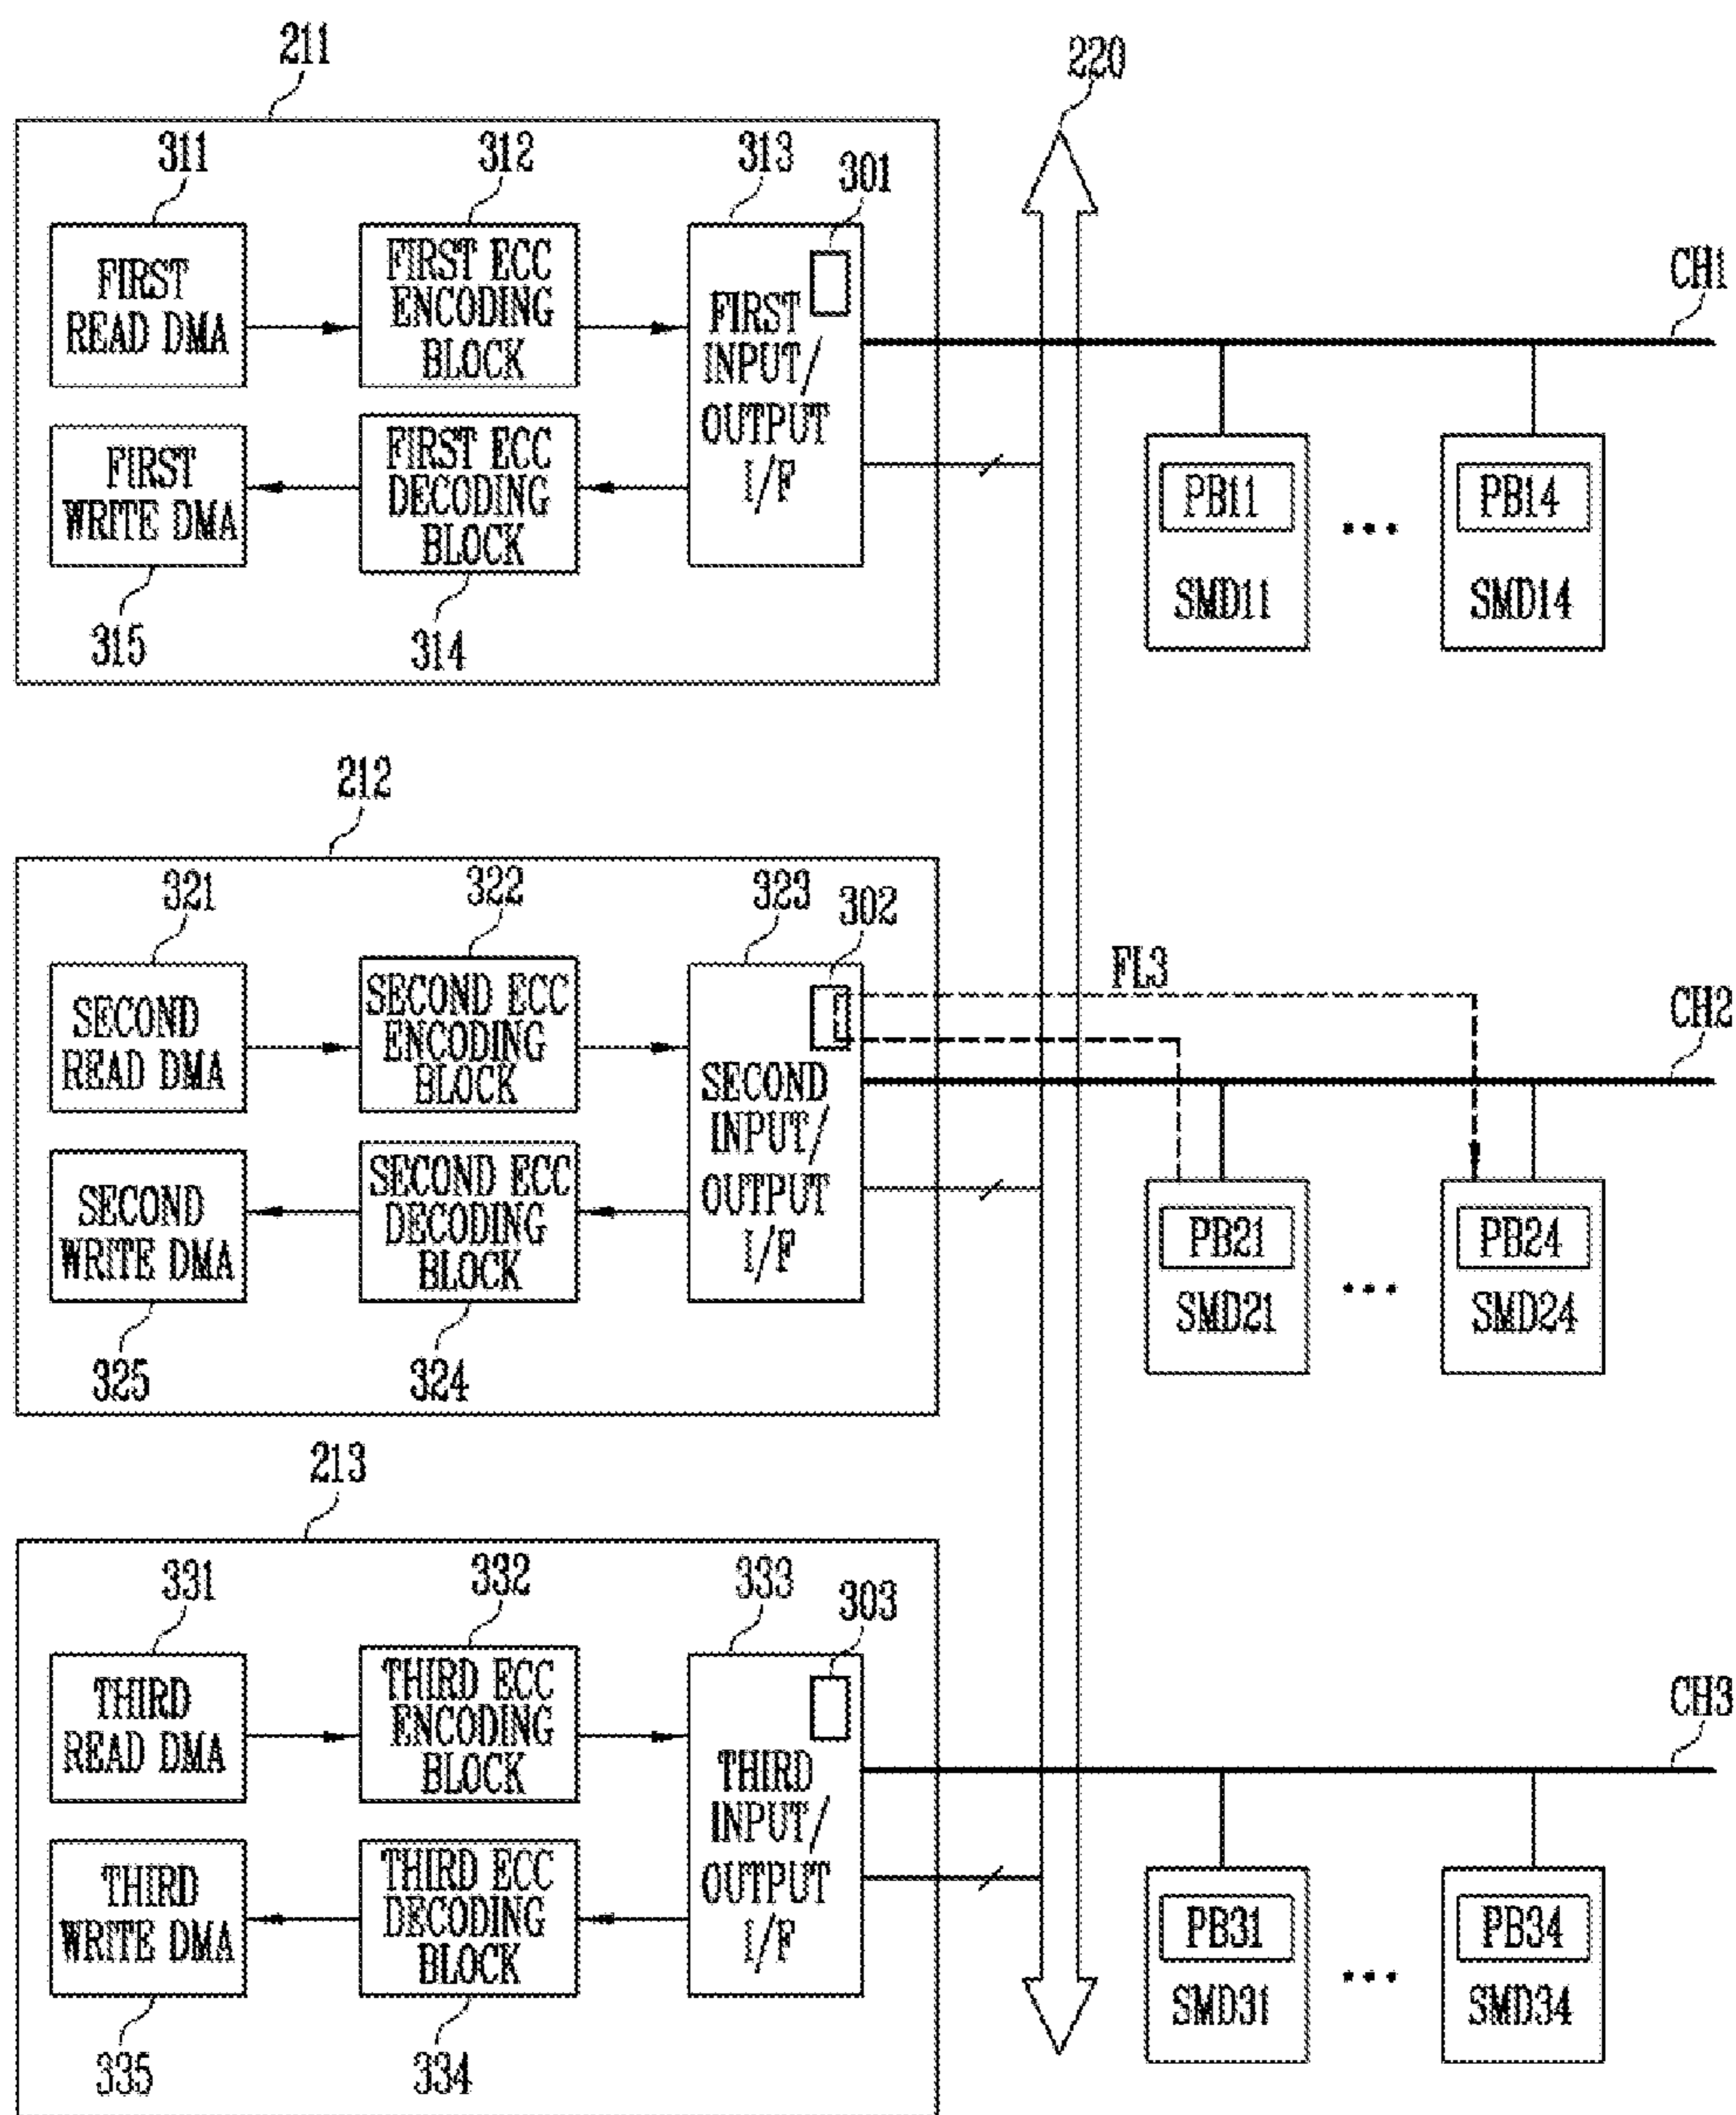 211
220
311
312
313
301
FIRST
READ DMA
FIRST ECC
ENCODING
BLOCK
FIRST
INPUT/
OUTPUT
I/F
CH1
FIRST
WRITE DMA
FIRST ECC
DECODING
BLOCK
PB11
SMD11
...
PB14
SMD14
315
314
212
321
322
323
302
SECOND
READ DMA
SECOND ECC
ENCODING
BLOCK
SECOND
INPUT/
OUTPUT
I/F
FL3
CH2
SECOND
WRITE DMA
SECOND ECC
DECODING
BLOCK
PB21
SMD21
...
PB24
SMD24
325
324
213
331
332
333
303
THIRD
READ DMA
THIRD ECC
ENCODING
BLOCK
THIRD
INPUT/
OUTPUT
I/F
CH3
THIRD
WRITE DMA
THIRD ECC
DECODING
BLOCK
PB31
SMD31
...
PB34
SMD34
335
334